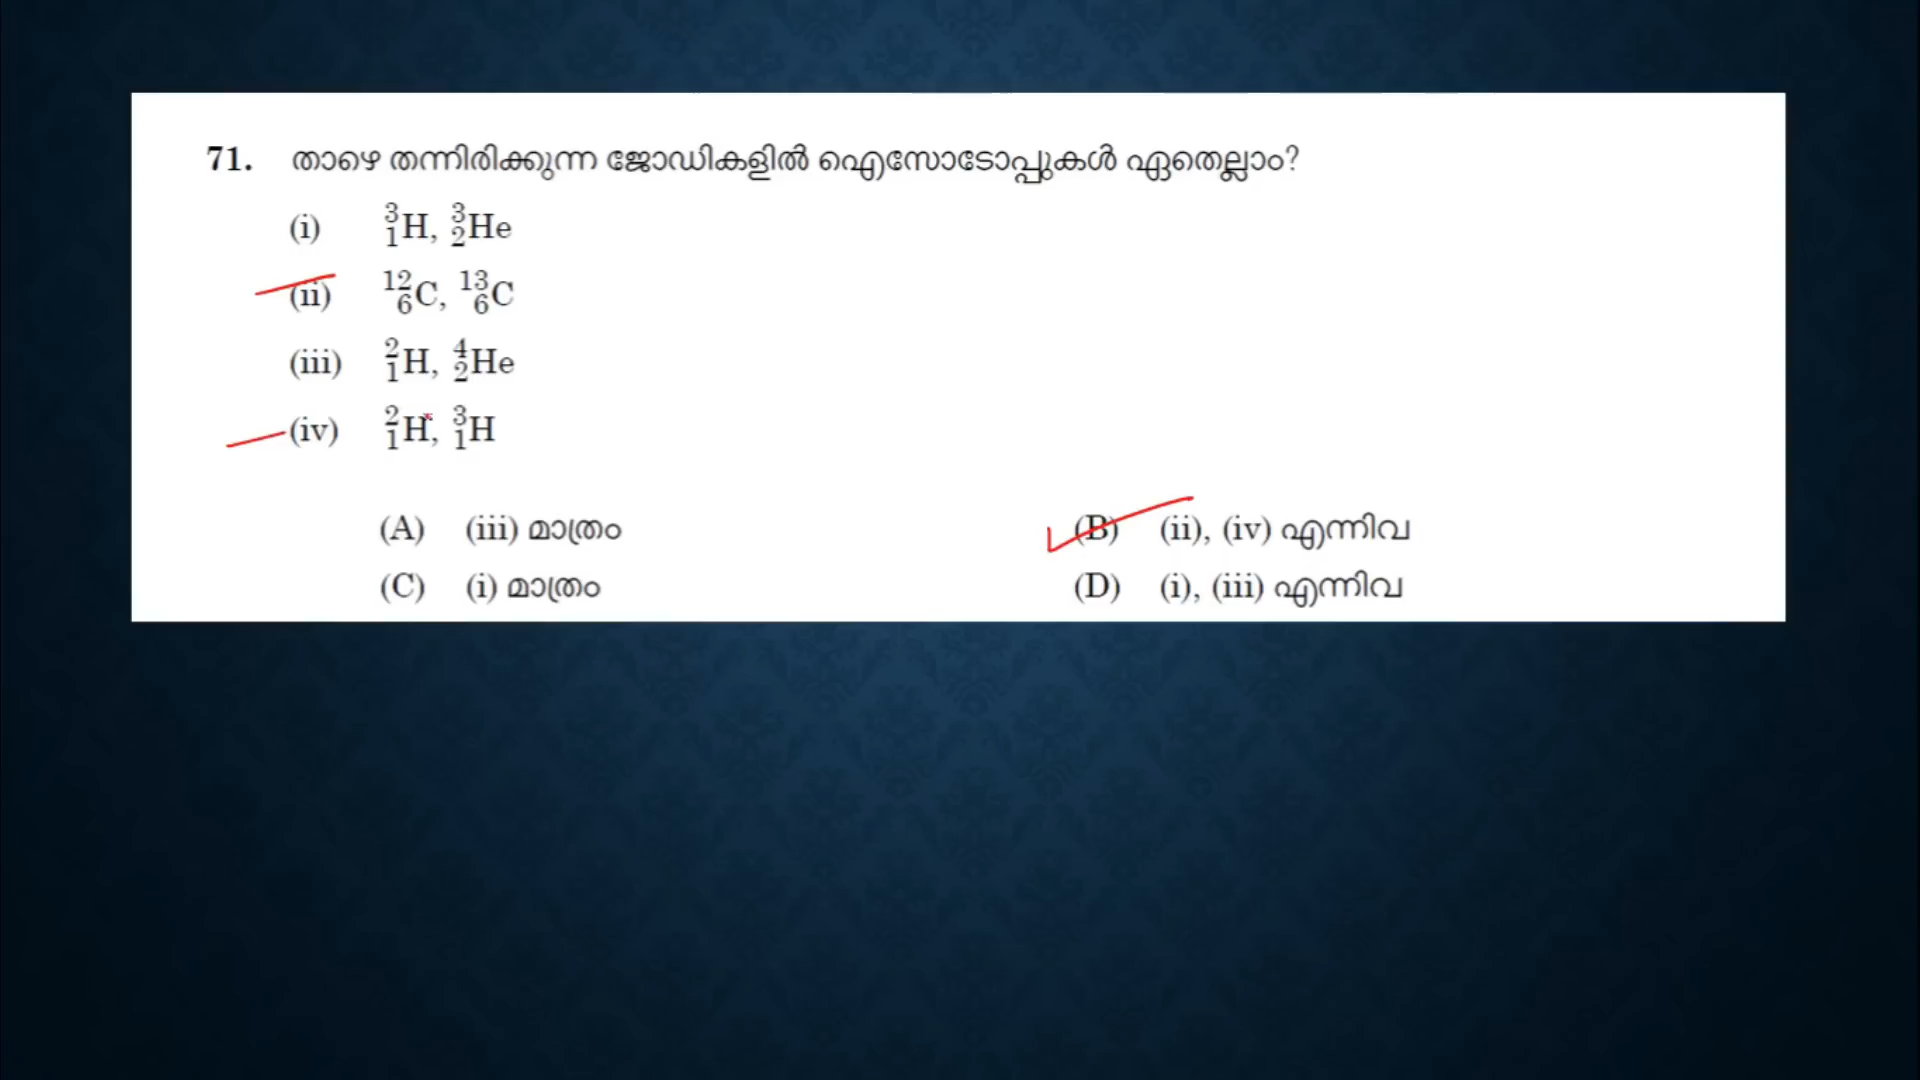 71. താഴെ തന്നിരിക്കുന്ന ജോഡികളിൽ ഐസോടോപ്പുകൾ ഏതെല്ലാം?
(i) ³₁H, ³₂He
(ii) ¹²₆C, ¹³₆C
(iii) ²₁H, ⁴₂He
(iv) ²₁H, ³₁H
(A) (iii) മാത്രം (B) (ii), (iv) എന്നിവ
(C) (i) മാത്രം (D) (i), (iii) എന്നിവ